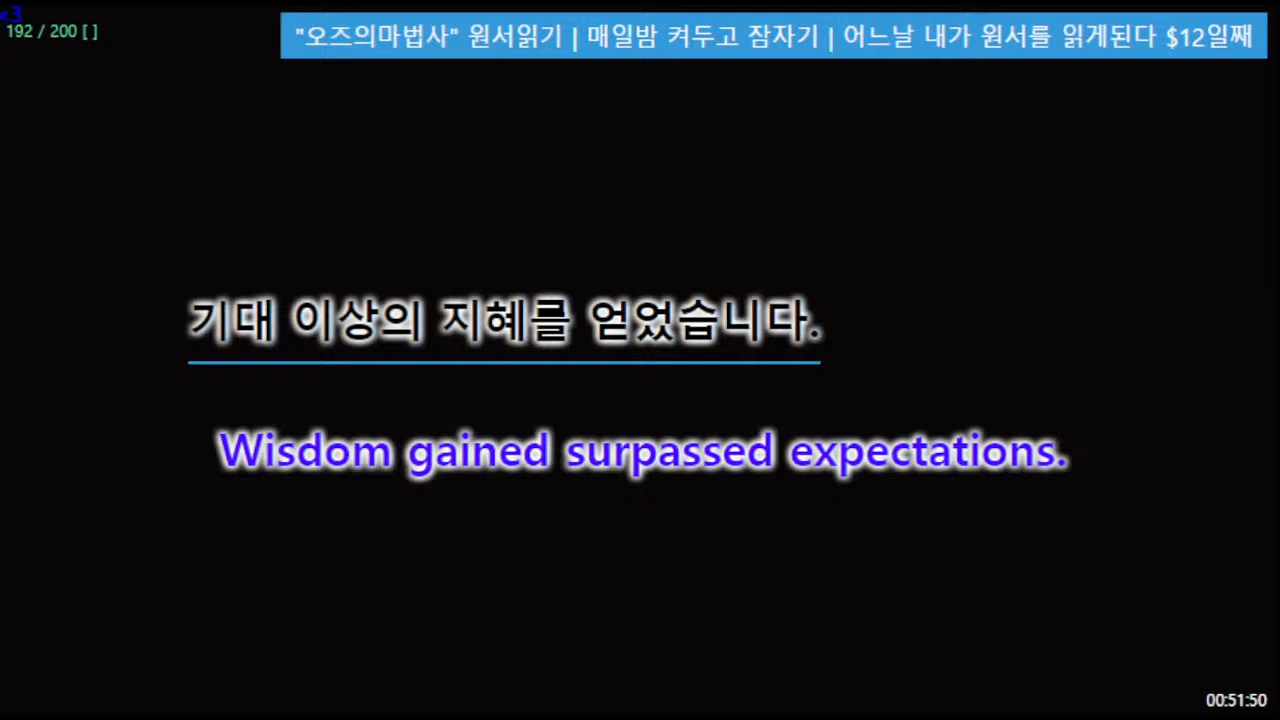 <3
192 / 200 [ ]
"오즈의마법사" 원서읽기 | 매일밤 켜두고 잠자기 | 어느날 내가 원서를 읽게된다 $12일째
기대 이상의 지혜를 얻었습니다.
Wisdom gained surpassed expectations.
00:51:50